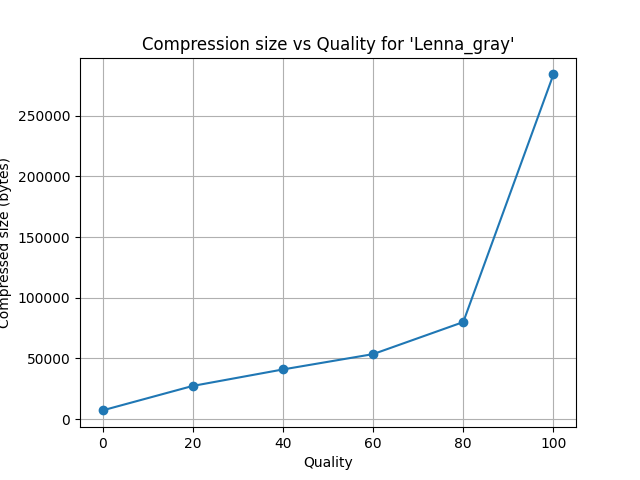 Compression size vs Quality for 'Lenna_gray'
Compressed size (bytes)
250000
200000
150000
100000
50000
0
0 20 40 60 80 100
Quality